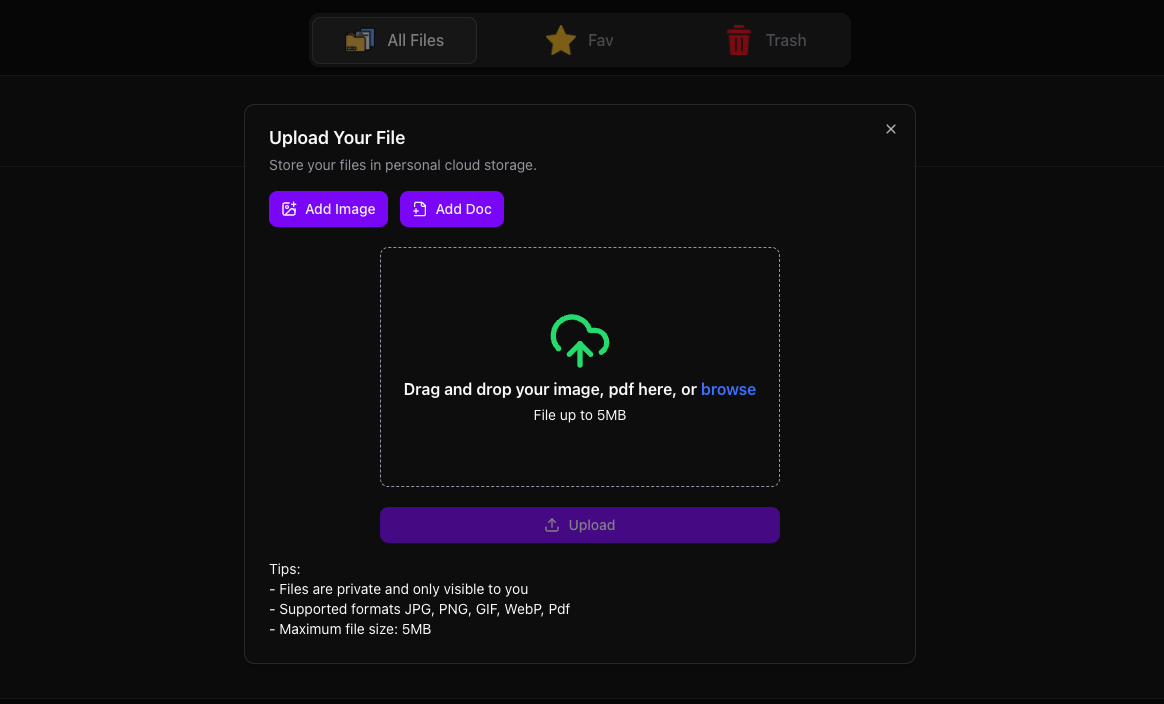 All Files
Fav
Trash
Upload Your File
Store your files in personal cloud storage.
Add Image
Add Doc
Drag and drop your image, pdf here, or browse
File up to 5MB
Upload
Tips:
- Files are private and only visible to you
- Supported formats JPG, PNG, GIF, WebP, Pdf
- Maximum file size: 5MB